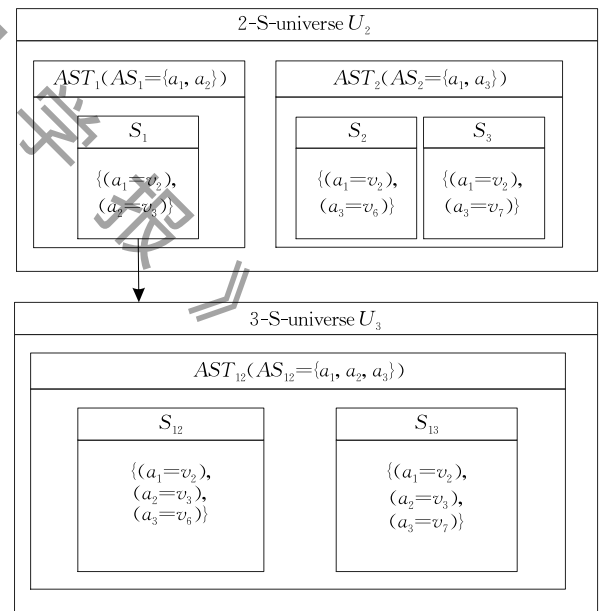 2-S-universe U₂
AST₁(AS₁={a₁, a₂})
AST₂(AS₂={a₁, a₃})
S₁
S₂
S₃
{(a₁=v₂),
(a₂=v₃)}
{(a₁=v₂),
(a₃=v₆)}
{(a₁=v₂),
(a₃=v₇)}
3-S-universe U₃
AST₁₂(AS₁₂={a₁, a₂, a₃})
S₁₂
S₁₃
{(a₁=v₂),
(a₂=v₃),
(a₃=v₆)}
{(a₁=v₂),
(a₂=v₃),
(a₃=v₇)}
学报》